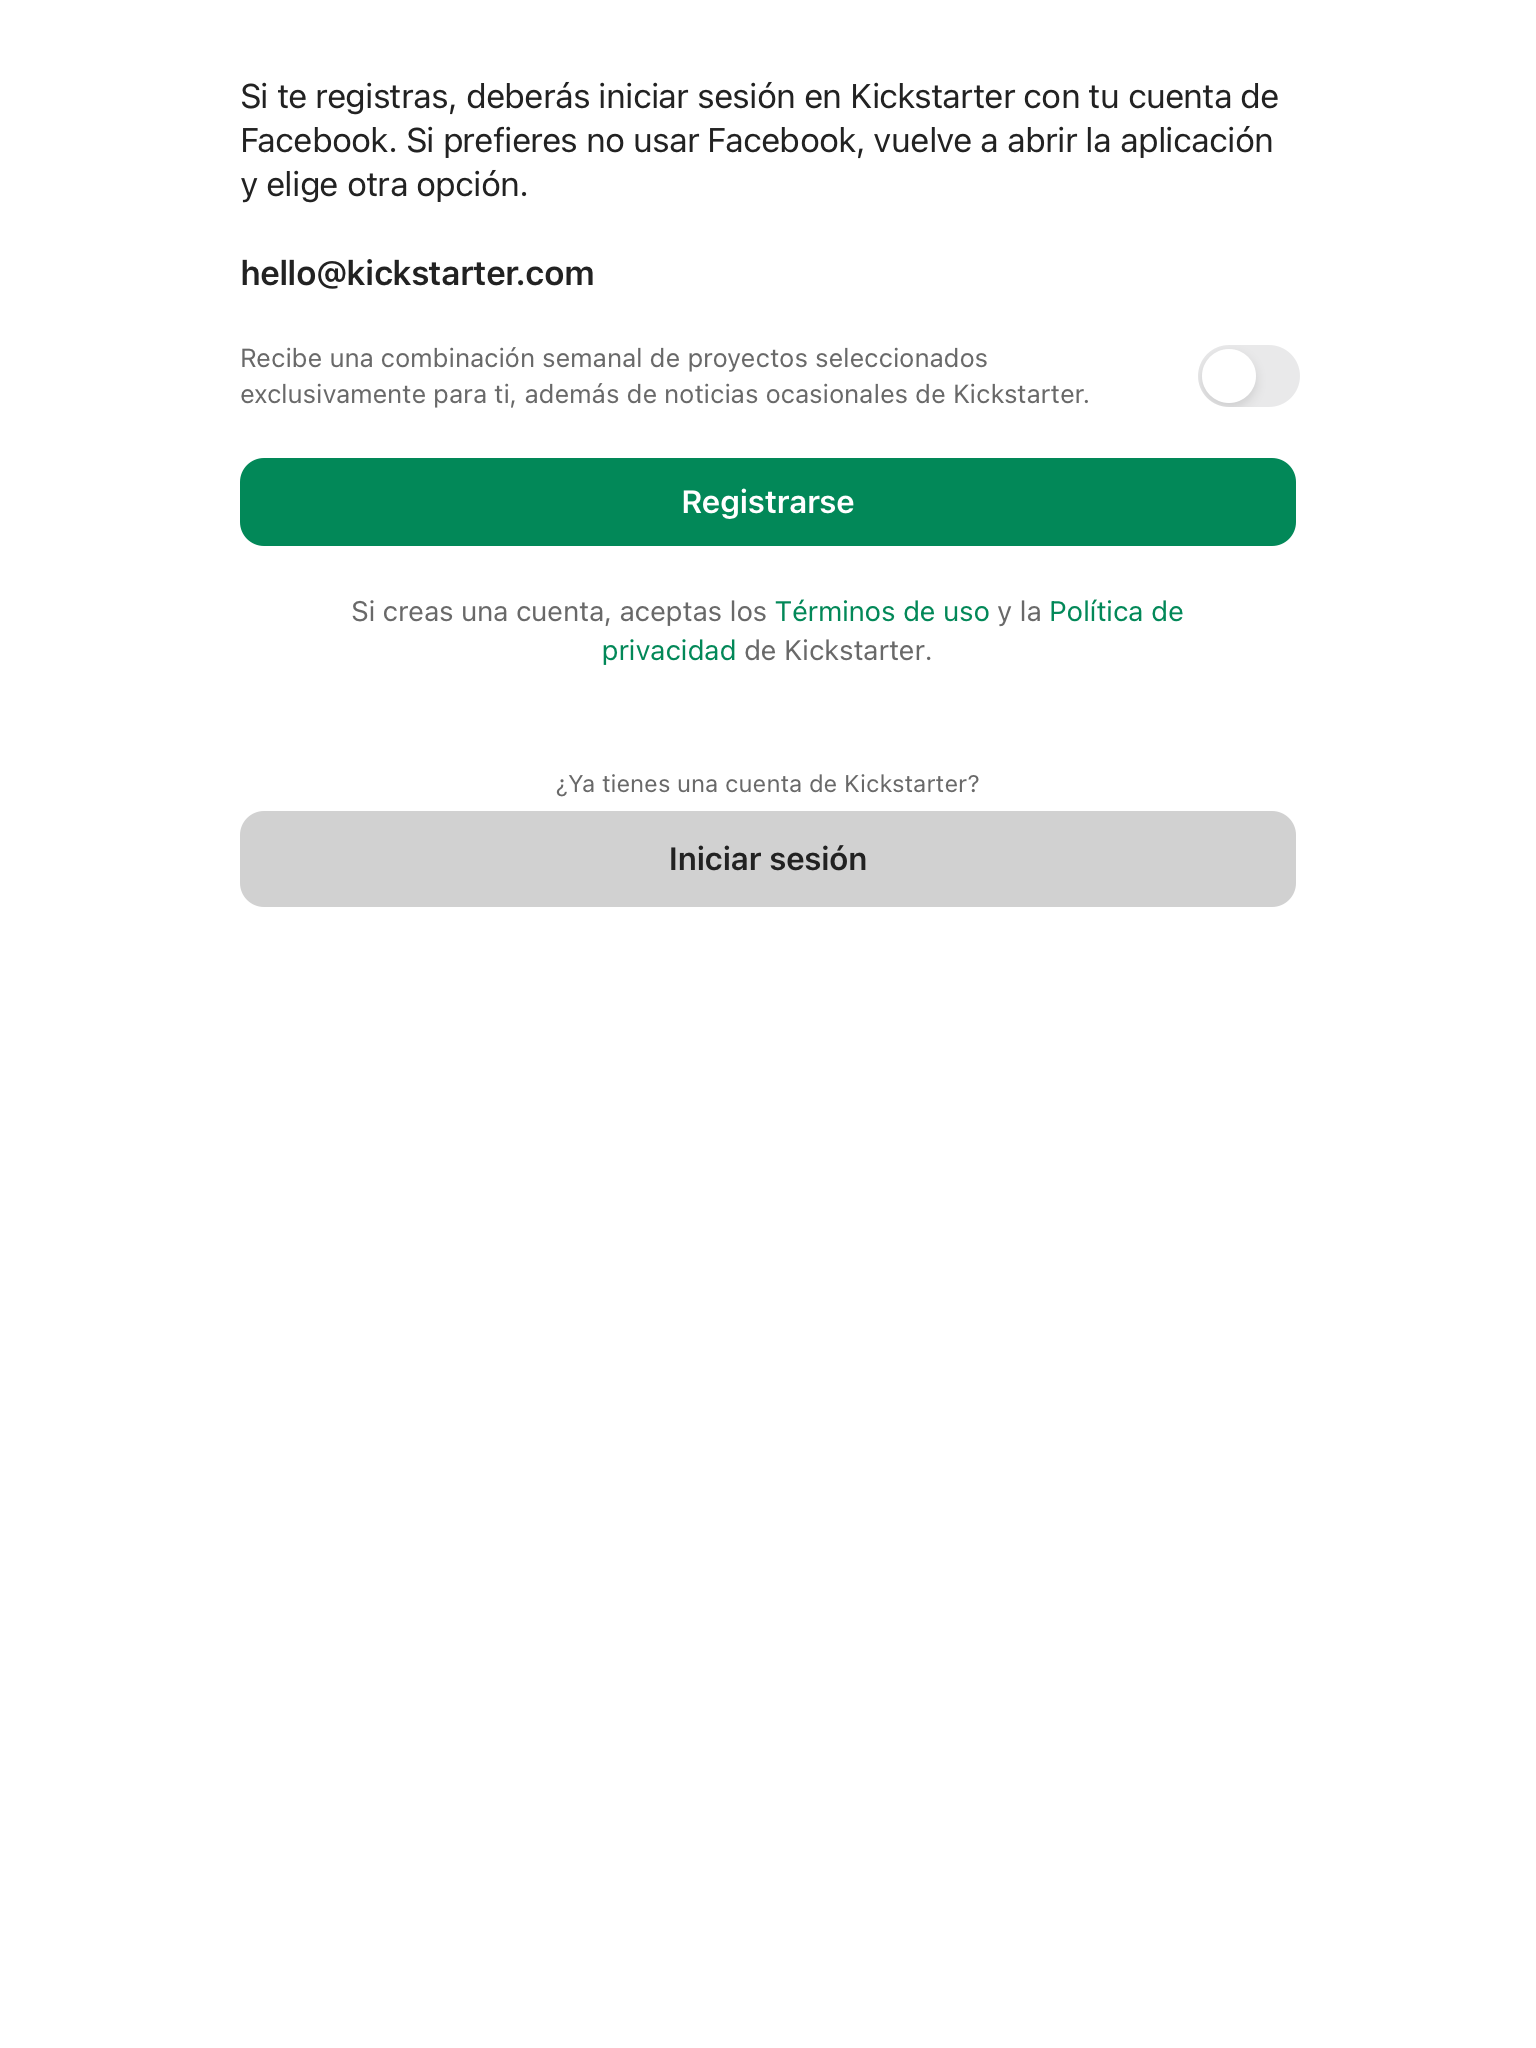 Si te registras, deberás iniciar sesión en Kickstarter con tu cuenta de
Facebook. Si prefieres no usar Facebook, vuelve a abrir la aplicación
y elige otra opción.
hello@kickstarter.com
Recibe una combinación semanal de proyectos seleccionados
exclusivamente para ti, además de noticias ocasionales de Kickstarter.
Registrarse
Si creas una cuenta, aceptas los Términos de uso y la Política de
privacidad de Kickstarter.
¿Ya tienes una cuenta de Kickstarter?
Iniciar sesión